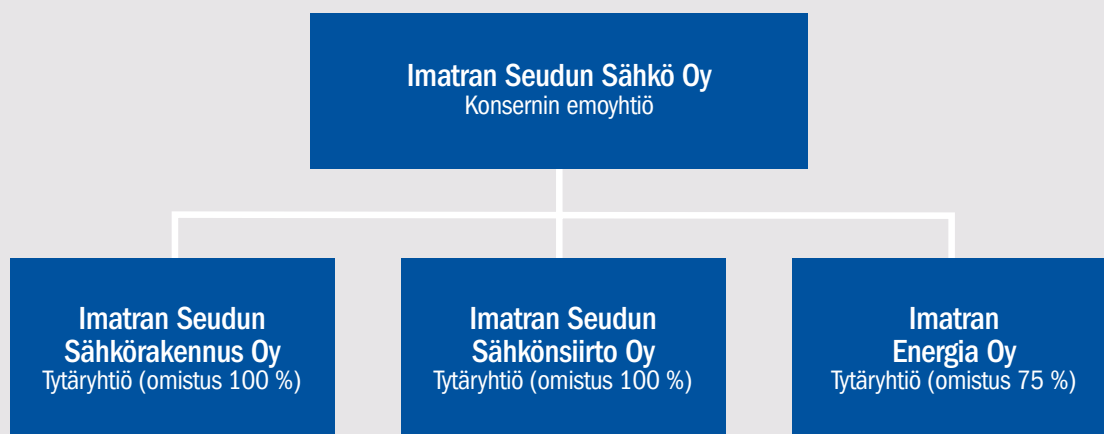 Imatran Seudun Sähkö Oy
Konsernin emoyhtiö
Imatran Seudun
Sähkörakennus Oy
Tytäryhtiö (omistus 100 %)
Imatran Seudun
Sähkönsiirto Oy
Tytäryhtiö (omistus 100 %)
Imatran
Energia Oy
Tytäryhtiö (omistus 75 %)